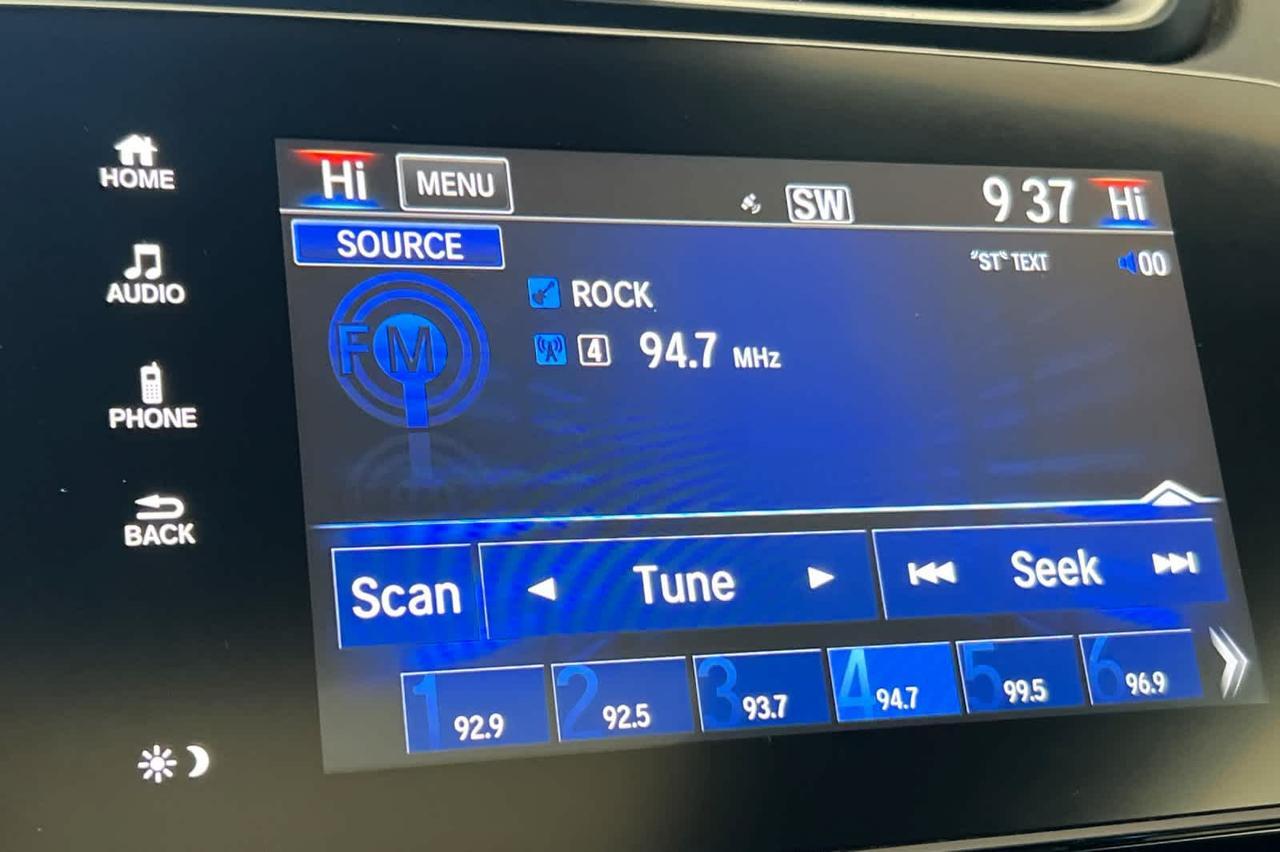 HOME
AUDIO
PHONE
BACK
Hi MENU SW 9 37 Hi
SOURCE
"ST" TEXT 00
FM
ROCK
4 94.7 MHz
Scan Tune Seek
1 92.9 2 92.5 3 93.7 4 94.7 5 99.5 6 96.9